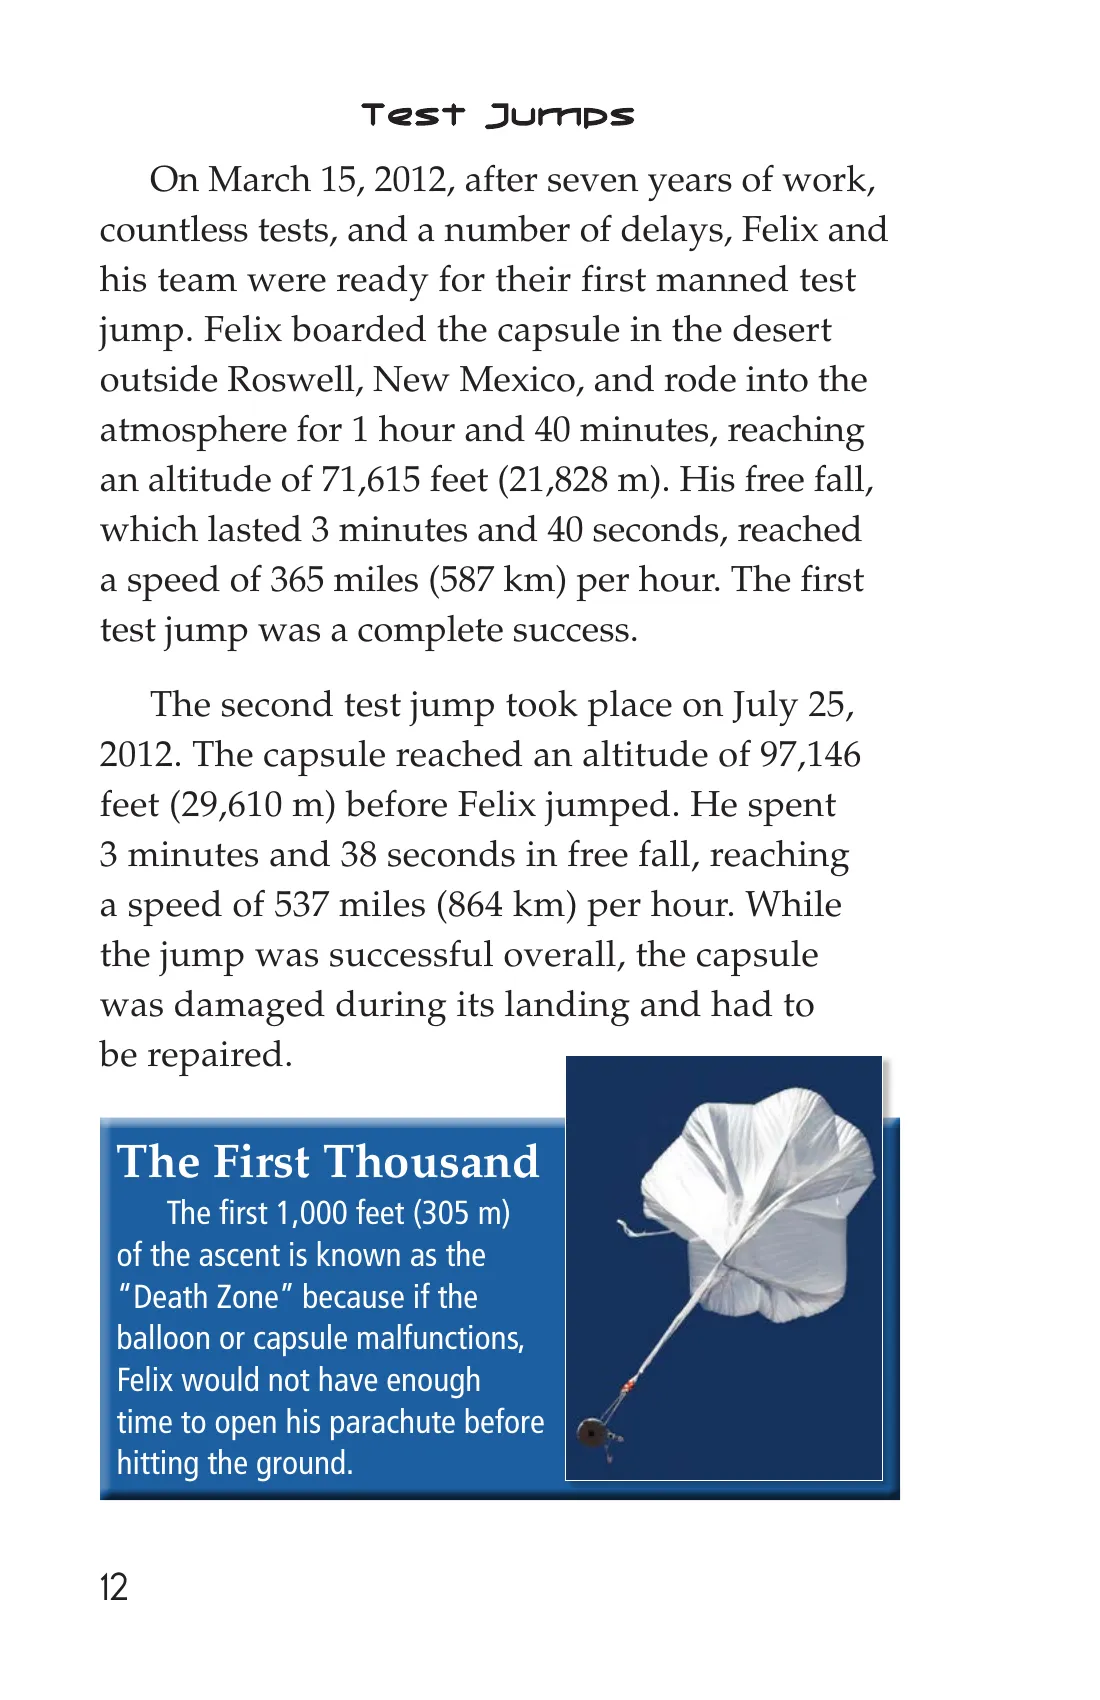 Test Jumps
On March 15, 2012, after seven years of work,
countless tests, and a number of delays, Felix and
his team were ready for their first manned test
jump. Felix boarded the capsule in the desert
outside Roswell, New Mexico, and rode into the
atmosphere for 1 hour and 40 minutes, reaching
an altitude of 71,615 feet (21,828 m). His free fall,
which lasted 3 minutes and 40 seconds, reached
a speed of 365 miles (587 km) per hour. The first
test jump was a complete success.
The second test jump took place on July 25,
2012. The capsule reached an altitude of 97,146
feet (29,610 m) before Felix jumped. He spent
3 minutes and 38 seconds in free fall, reaching
a speed of 537 miles (864 km) per hour. While
the jump was successful overall, the capsule
was damaged during its landing and had to
be repaired.
The First Thousand
The first 1,000 feet (305 m)
of the ascent is known as the
“Death Zone” because if the
balloon or capsule malfunctions,
Felix would not have enough
time to open his parachute before
hitting the ground.
12